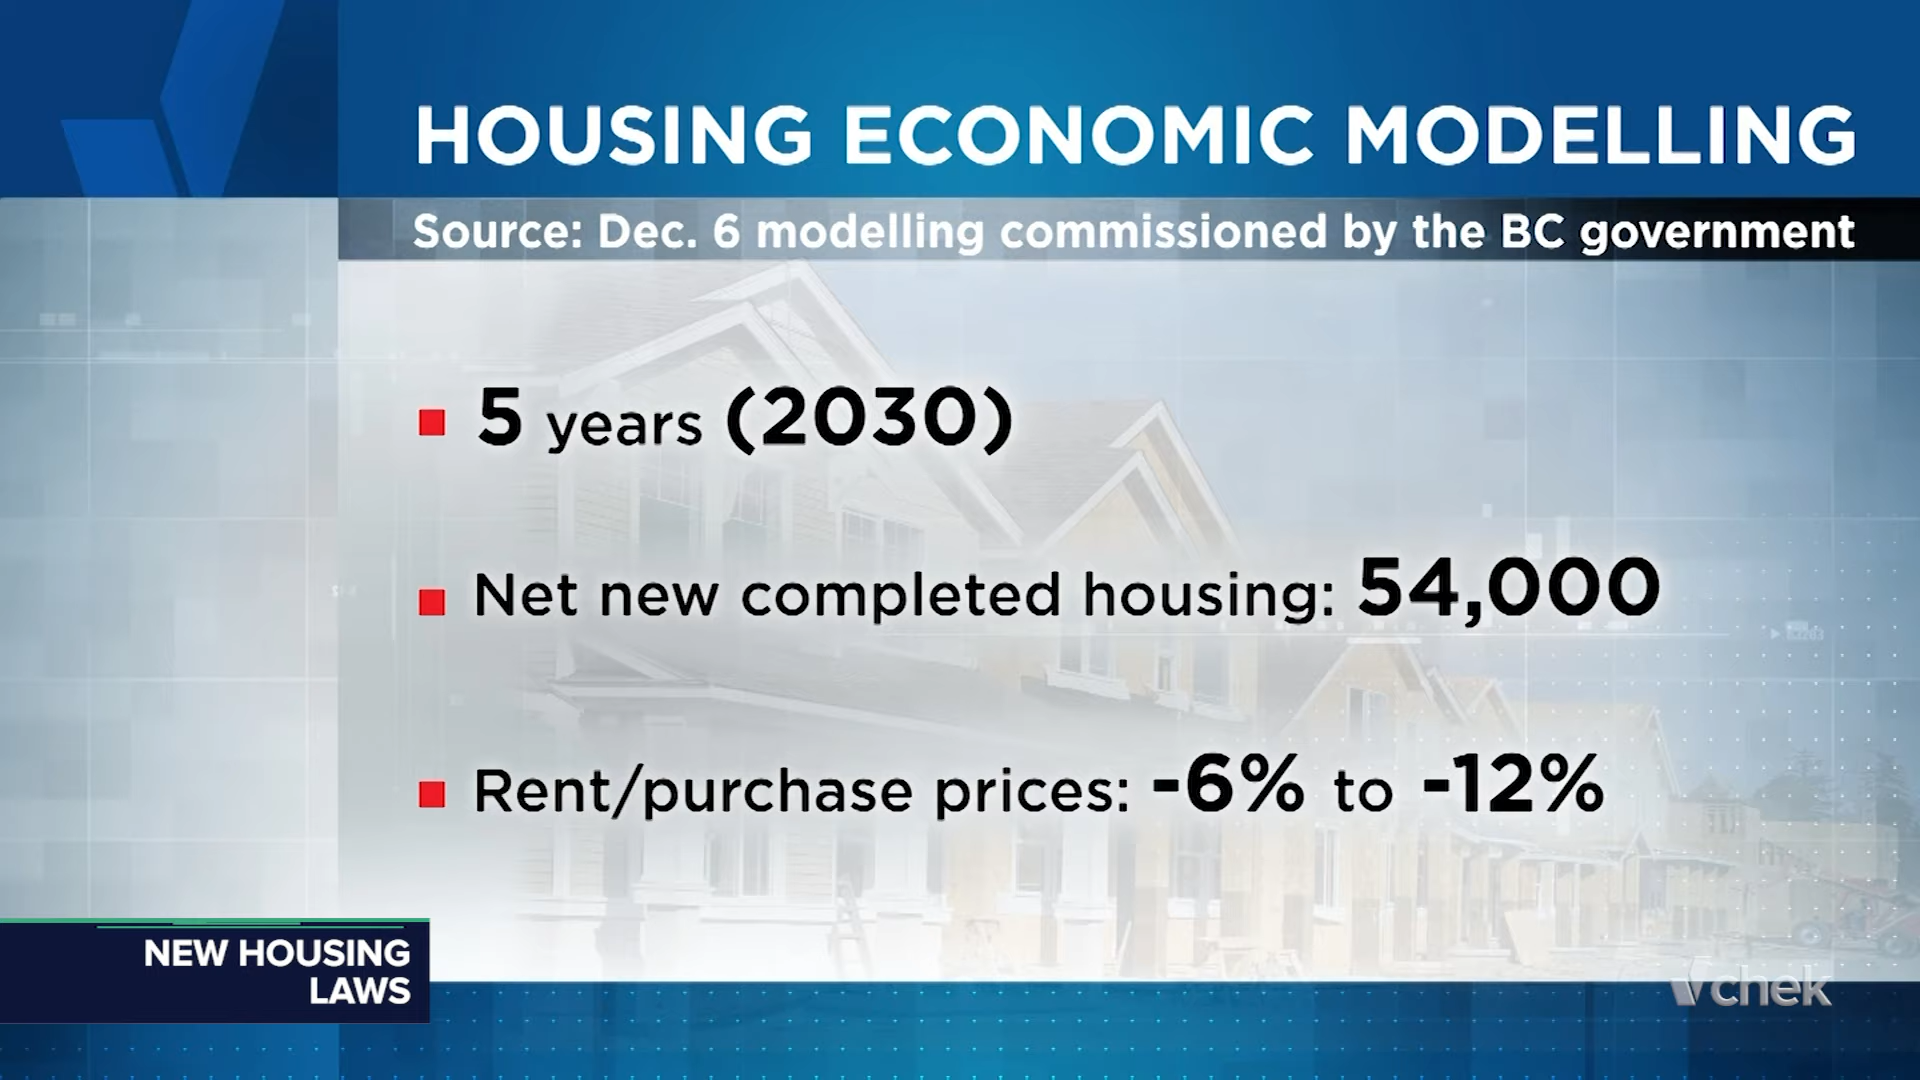 HOUSING ECONOMIC MODELLING
Source: Dec. 6 modelling commissioned by the BC government
5 years (2030)
Net new completed housing: 54,000
Rent/purchase prices: -6% to -12%
NEW HOUSING
LAWS
chek